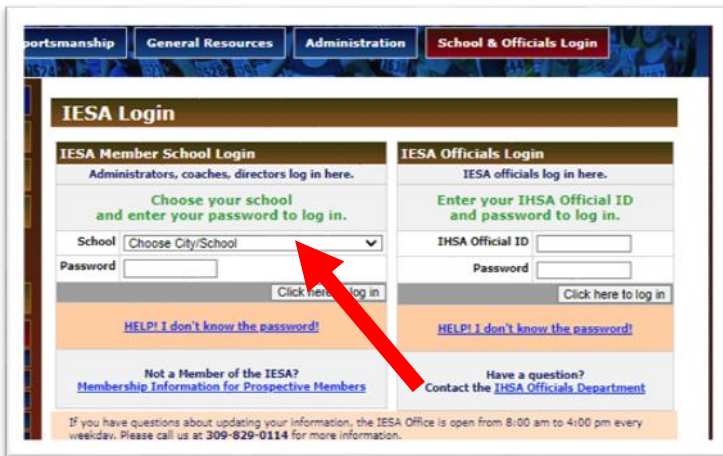 portsmanship
General Resources
Administration
School & Officials Login
IESA Login
IESA Member School Login
Administrators, coaches, directors log in here.
Choose your school
and enter your password to log in.
School Choose City/School
Password
Click here to log in
HELP! I don't know the password!
Not a Member of the IESA?
Membership Information for Prospective Members
IESA Officials Login
IESA officials log in here.
Enter your IHSA Official ID
and password to log in.
IHSA Official ID
Password
Click here to log in
HELP! I don't know the password!
Have a question?
Contact the IHSA Officials Department
If you have questions about updating your information, the IESA Office is open from 8:00 am to 4:00 pm every
weekday. Please call us at 309-829-0114 for more information.